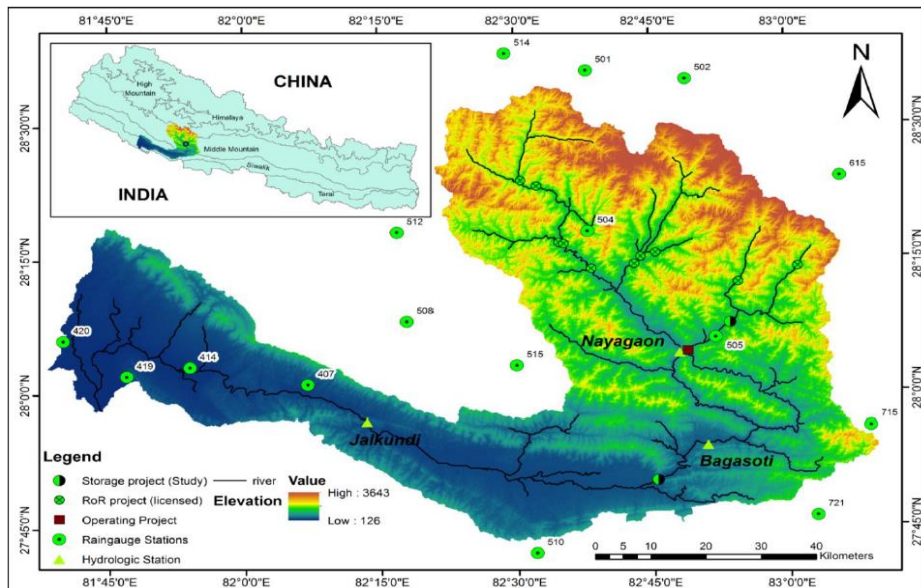 81°45'0"E 82°0'0"E 82°15'0"E 82°30'0"E 82°45'0"E 83°0'0"E
28°30'0"N
28°15'0"N
28°0'0"N
27°45'0"N
CHINA
High
Mountain
Himalaya
Middle Mountain
Siwalik
Terai
INDIA
N
514
501
502
615
512
504
508
515
505
420
419
414
407
715
721
510
Nayagaon
Jalkundi
Bagasoti
Legend
Storage project (Study)
RoR project (licensed)
Operating Project
Raingauge Stations
Hydrologic Station
river
Elevation
Value
High : 3643
Low : 126
0 5 10 20 30 40
Kilometers
28°30'0"N
28°15'0"N
28°0'0"N
27°45'0"N
81°45'0"E 82°0'0"E 82°15'0"E 82°30'0"E 82°45'0"E 83°0'0"E